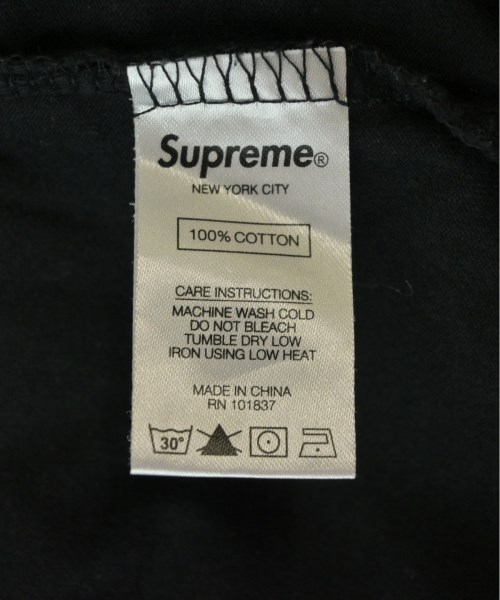 Supreme®
NEW YORK CITY
100% COTTON
CARE INSTRUCTIONS:
MACHINE WASH COLD
DO NOT BLEACH
TUMBLE DRY LOW
IRON USING LOW HEAT
MADE IN CHINA
RN 101837
30°